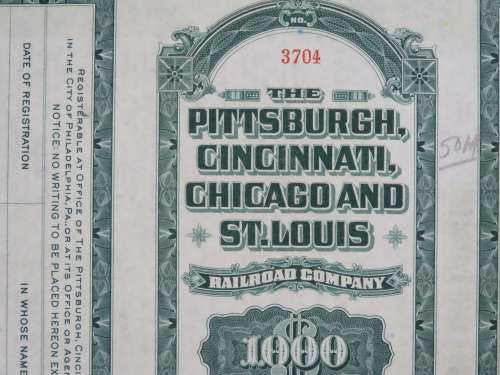 NO.
3704
THE
PITTSBURGH,
CINCINNATI,
CHICAGO AND
ST. LOUIS
RAILROAD COMPANY
1000
50M
REGISTERABLE AT OFFICE OF THE PITTSBURGH, CINCI
IN THE CITY OF PHILADELPHIA, PA., OR AT ITS OFFICE OR AGEN
NOTICE: NO WRITING TO BE PLACED HEREON EX
DATE OF REGISTRATION
IN WHOSE NAME